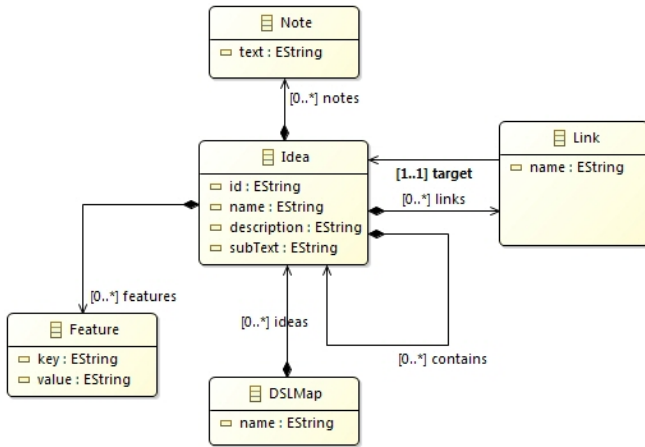 Note
text : EString
[0..*] notes
Idea
id : EString
name : EString
description : EString
subText : EString
Link
name : EString
[1..1] target
[0..*] links
[0..*] features
[0..*] ideas
[0..*] contains
Feature
key : EString
value : EString
DSLMap
name : EString